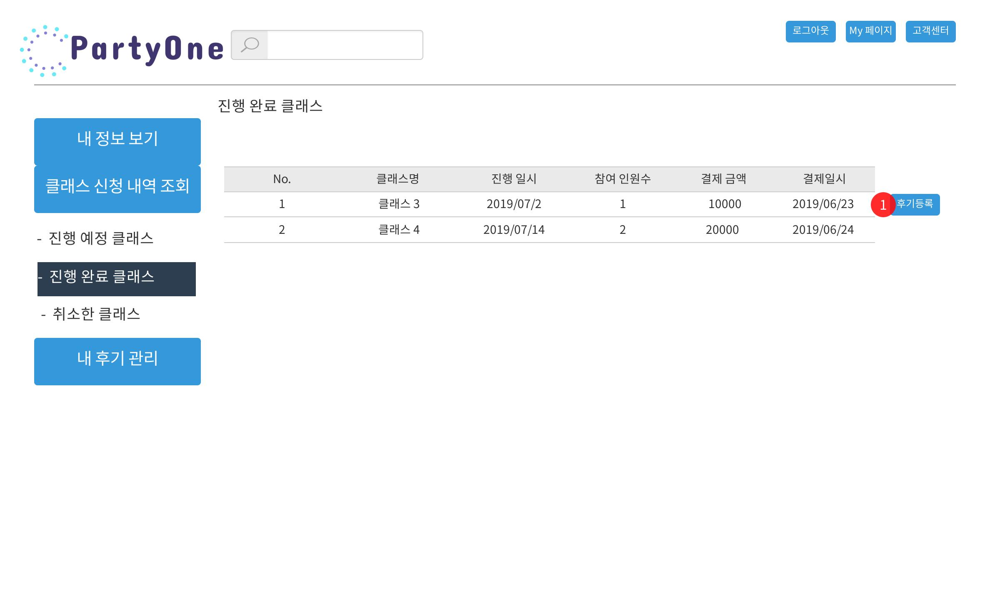 PartyOne
로그아웃 My 페이지 고객센터
진행 완료 클래스
내 정보 보기
클래스 신청 내역 조회
- 진행 예정 클래스
- 진행 완료 클래스
- 취소한 클래스
내 후기 관리
No. 클래스명 진행 일시 참여 인원수 결제 금액 결제일시
1 클래스 3 2019/07/2 1 10000 2019/06/23 1 후기등록
2 클래스 4 2019/07/14 2 20000 2019/06/24